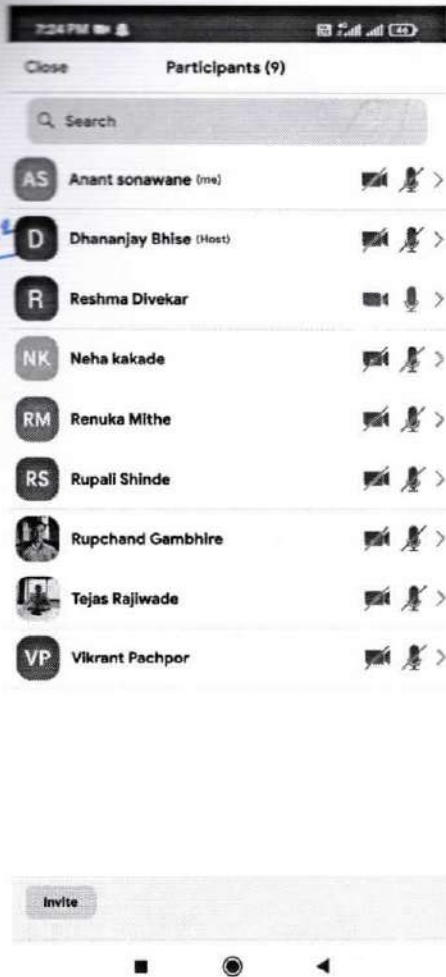 7:24 PM
46
Close Participants (9)
Search
AS Anant sonawane (me)
D Dhananjay Bhise (Host)
R Reshma Divekar
NK Neha kakade
RM Renuka Mithe
RS Rupali Shinde
Rupchand Gambhire
Tejas Rajiwade
VP Vikrant Pachpor
Invite